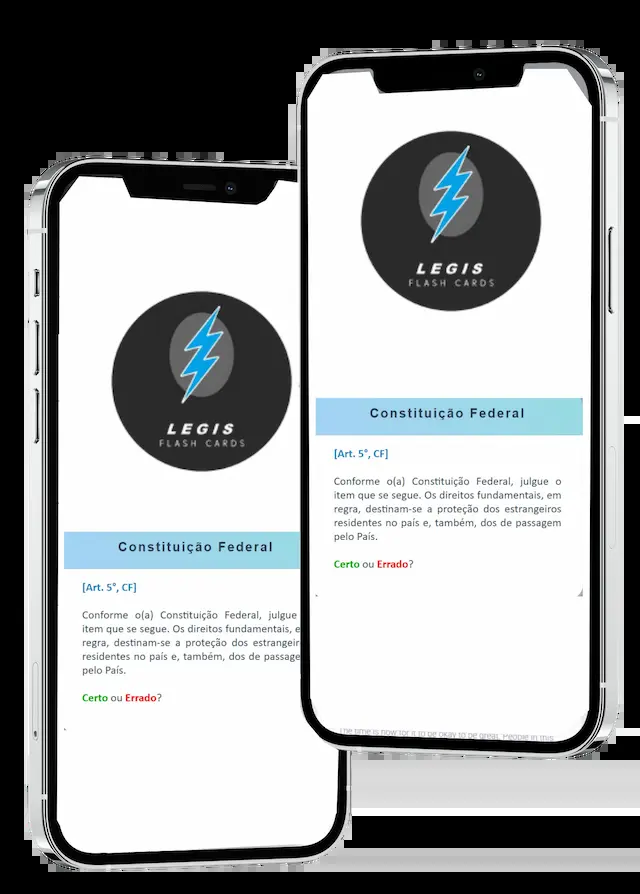 LEGIS
FLASH CARDS
Constituição Federal
[Art. 5°, CF]
Conforme o(a) Constituição Federal, julgue o
item que se segue. Os direitos fundamentais, em
regra, destinam-se a proteção dos estrangeiros
residentes no país e, também, dos de passagem
pelo País.
Certo ou Errado?
The time is now for it to be okay to be great. People in this
LEGIS
FLASH CARDS
Constituição Federal
[Art. 5°, CF]
Conforme o(a) Constituição Federal, julgue
item que se segue. Os direitos fundamentais, e
regra, destinam-se a proteção dos estrangeir
residentes no país e, também, dos de passage
pelo País.
Certo ou Errado?